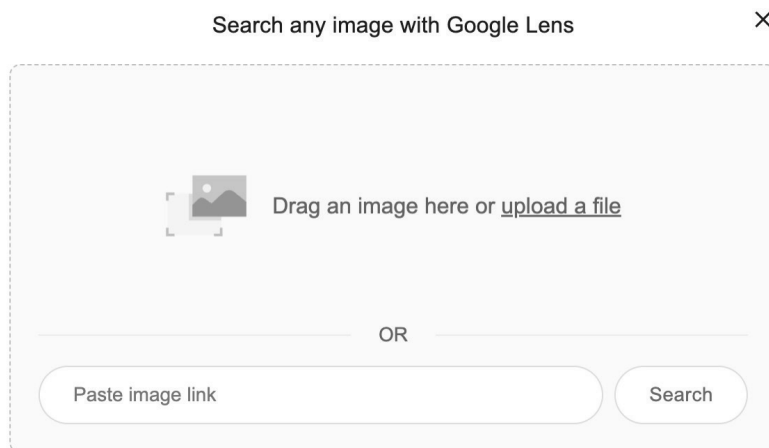 Search any image with Google Lens
Drag an image here or upload a file
OR
Paste image link
Search